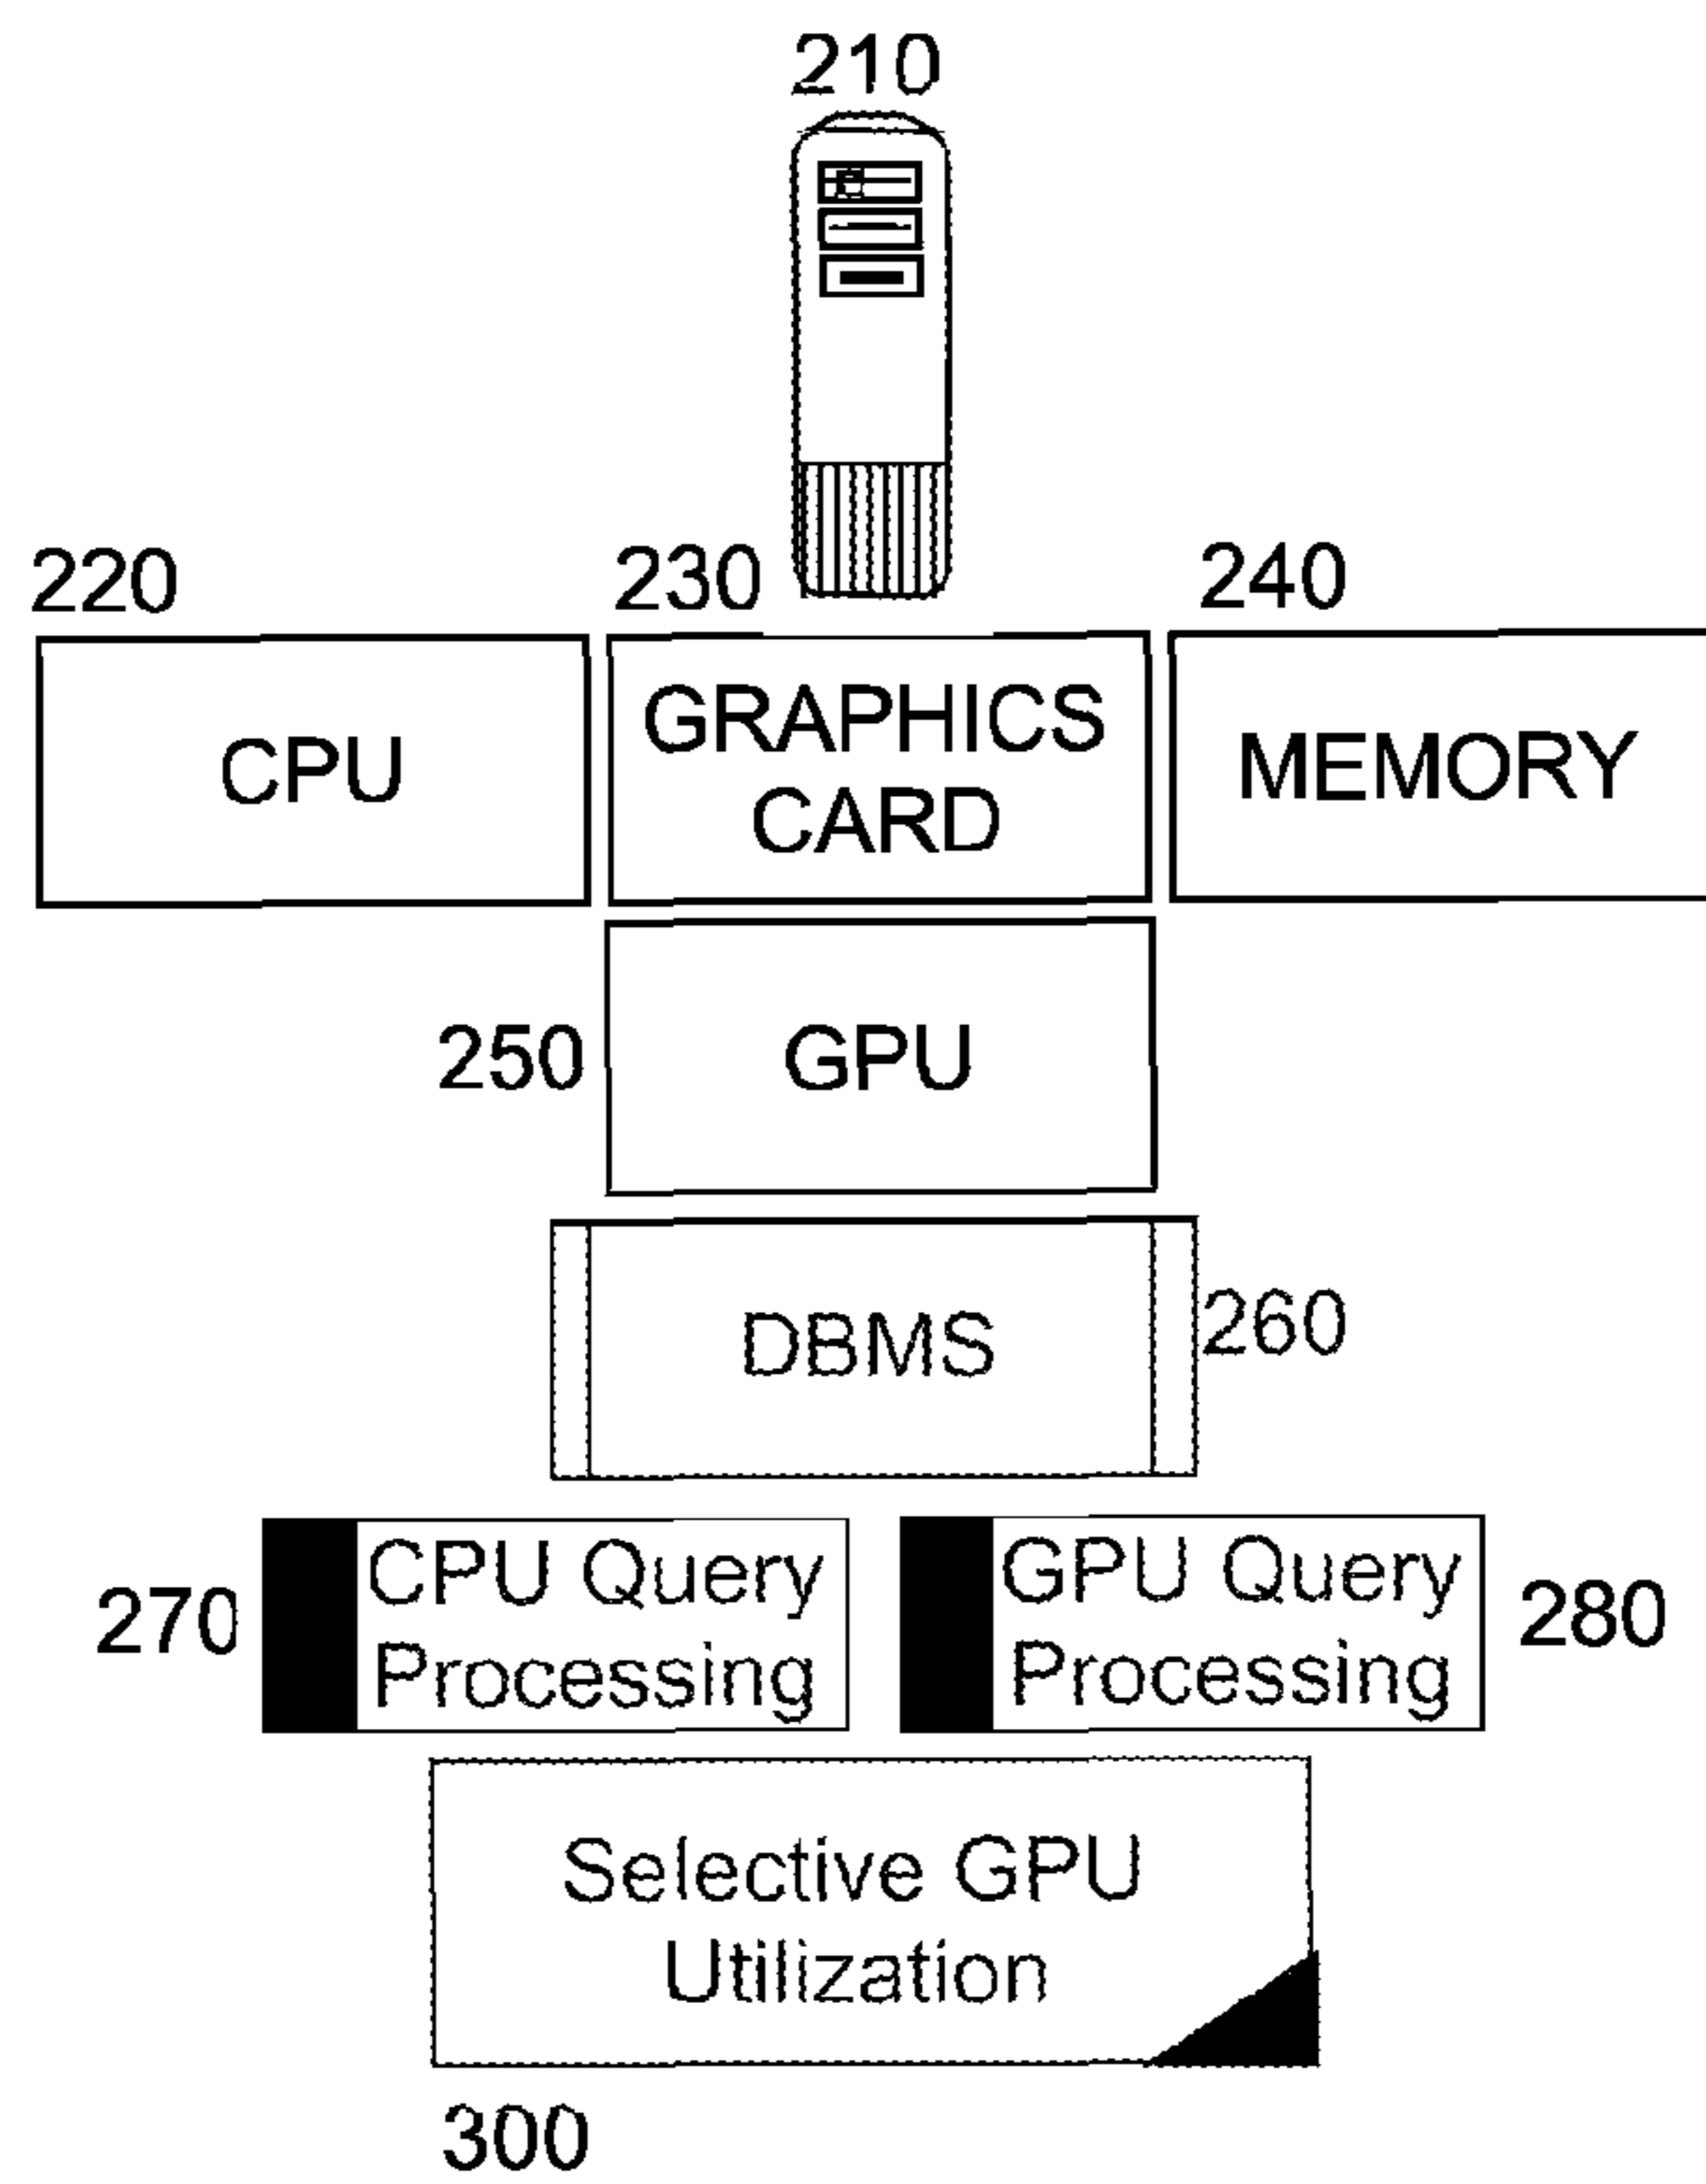 210
220
230
240
CPU
GRAPHICS
CARD
MEMORY
250
GPU
DBMS
260
270
CPU Query
Processing
GPU Query
Processing
280
Selective GPU
Utilization
300